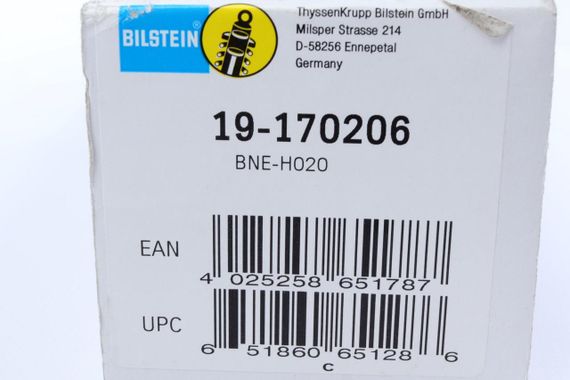 BILSTEIN®
ThyssenKrupp Bilstein GmbH
Milsper Strasse 214
D-58256 Ennepetal
Germany
19-170206
BNE-H020
EAN
4 025258 651787
UPC
6 51860 65128 6
c